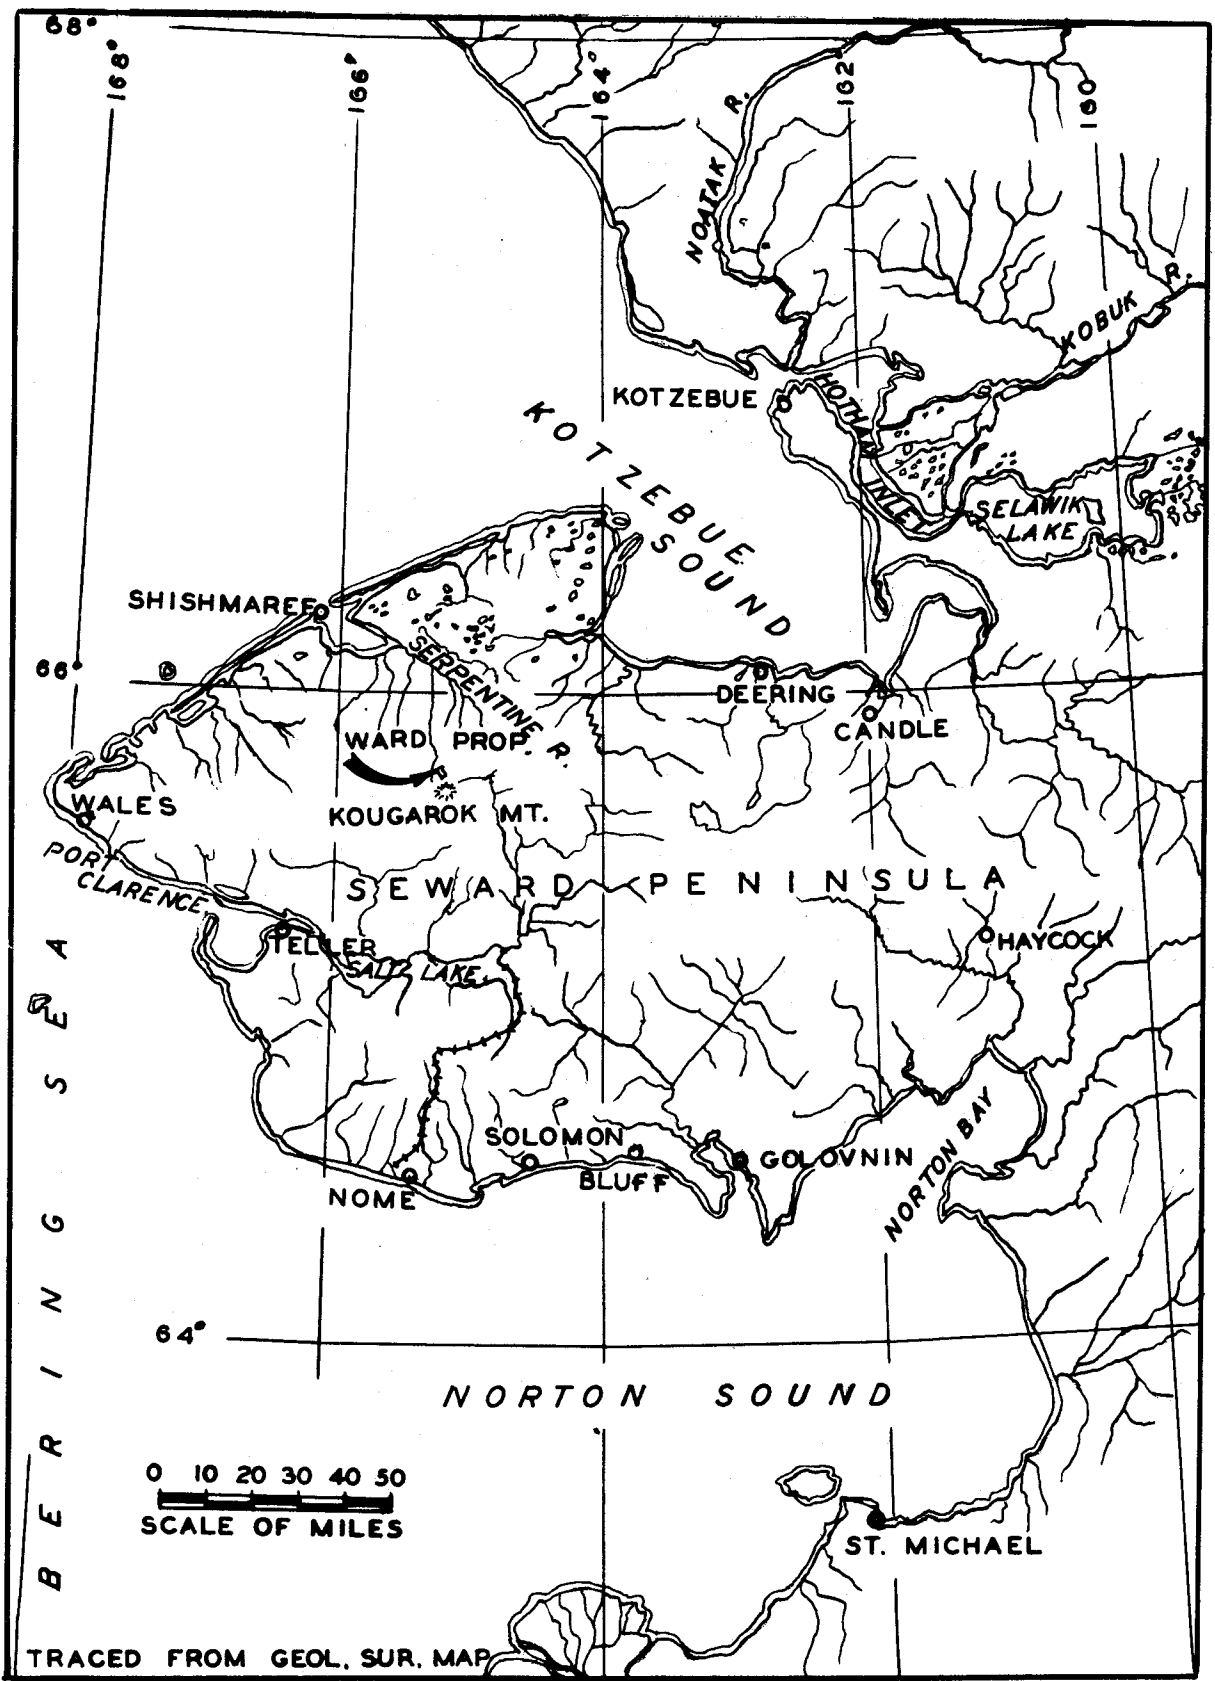 68°
168°
166°
164°
162°
160
NOATAK R.
KOBUK R.
KOTZEBUE
HOTHAM INLET
KOTZEBUE
SOUND
SELAWIK
LAKE
SHISHMAREF
SERPENTINE R.
66°
DEERING
CANDLE
WARD PROP.
KOUGAROK MT.
WALES
PORT
CLARENCE
SEWARD PENINSULA
TELLER
SALT LAKE
HAYCOCK
BERING SEA
SOLOMON
BLUFF
GOLOVNIN
NORTON BAY
NOME
64°
NORTON SOUND
0 10 20 30 40 50
SCALE OF MILES
ST. MICHAEL
TRACED FROM GEOL. SUR. MAP